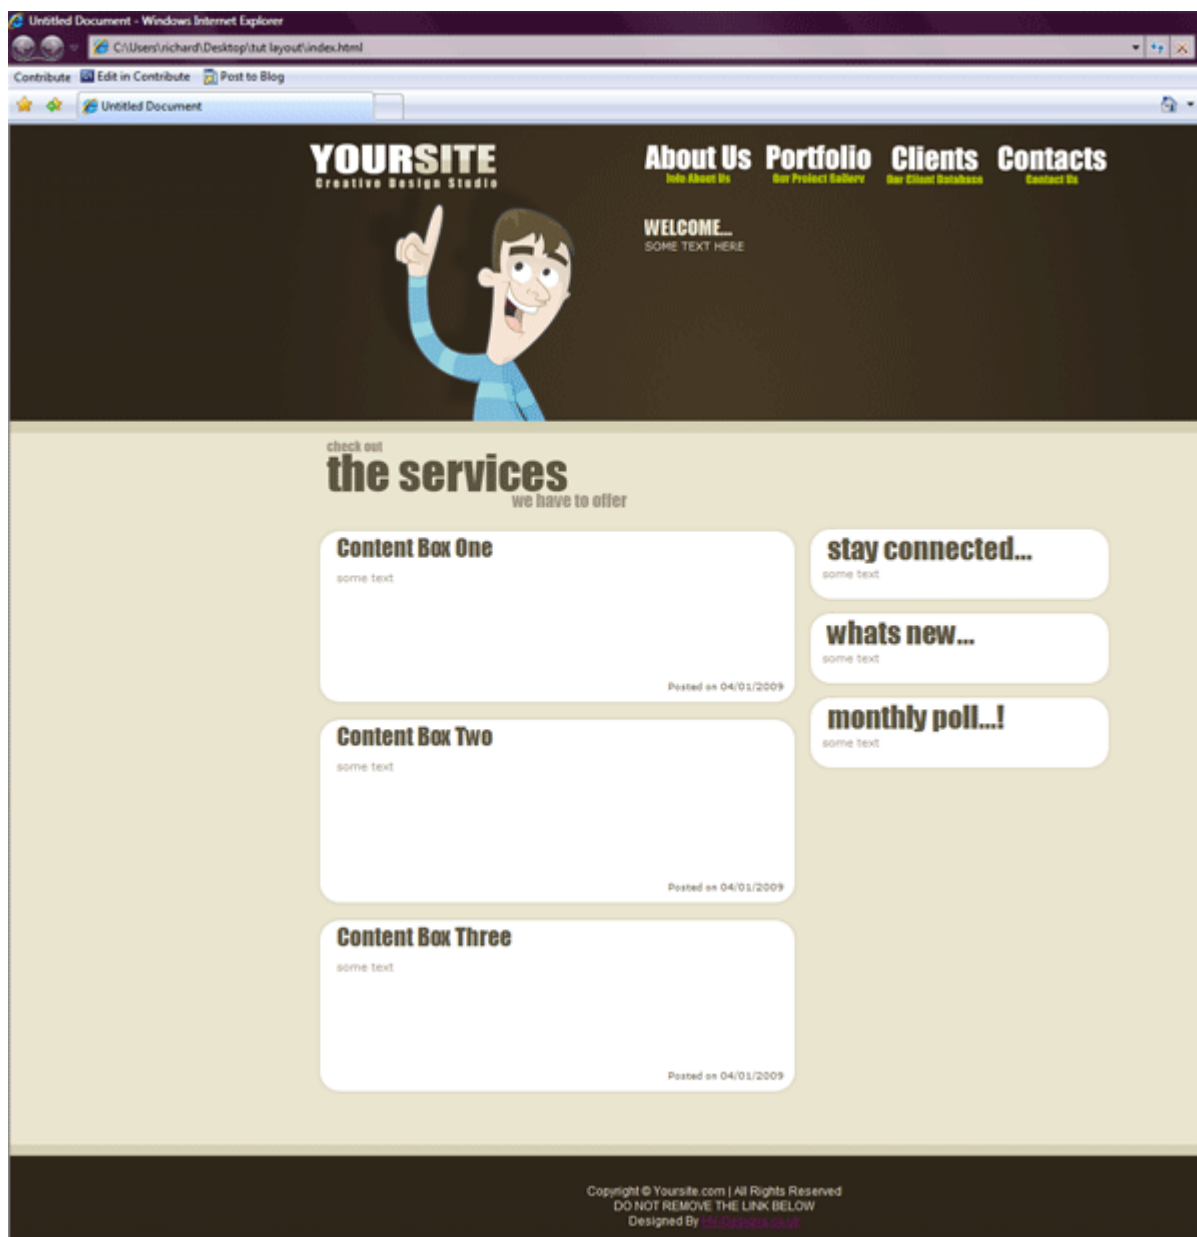 Untitled Document - Windows Internet Explorer
C:\Users\richard\Desktop\tut layout\index.html
Contribute Edit in Contribute Post to Blog
Untitled Document
YOURSITE
Creative Design Studio
About Us Portfolio Clients Contacts
Info About Us Our Project Gallery Our Client Database Contact Us
WELCOME...
SOME TEXT HERE
check out
the services
we have to offer
Content Box One
some text
Posted on 04/01/2009
stay connected...
some text
whats new...
some text
monthly poll...!
some text
Content Box Two
some text
Posted on 04/01/2009
Content Box Three
some text
Posted on 04/01/2009
Copyright © Yoursite.com | All Rights Reserved
DO NOT REMOVE THE LINK BELOW
Designed By